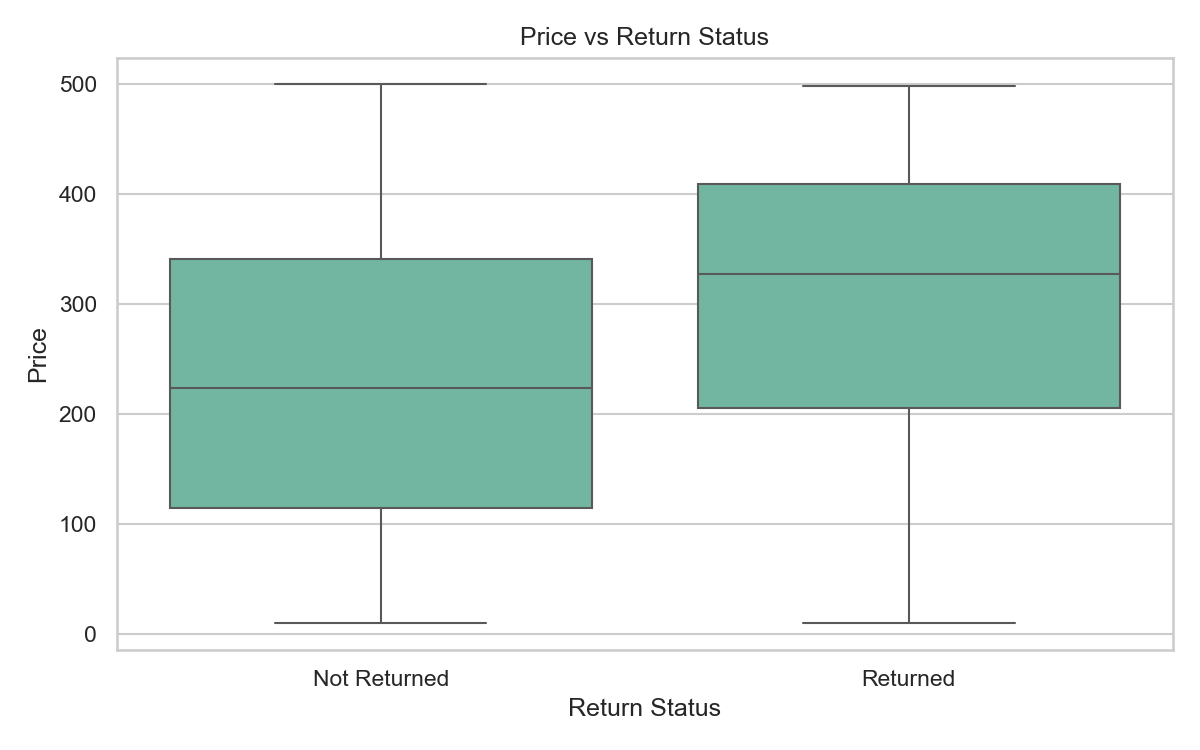 Price vs Return Status
500
400
300
200
100
0
Price
Not Returned
Returned
Return Status